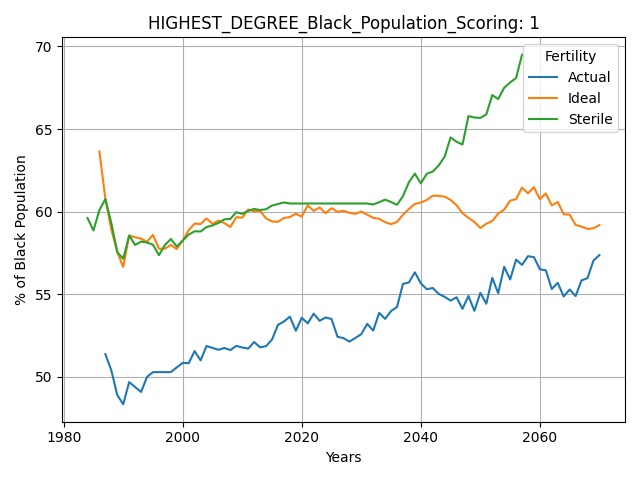 HIGHEST_DEGREE_Black_Population_Scoring: 1
Fertility
Actual
Ideal
Sterile
% of Black Population
70
65
60
55
50
1980
2000
2020
2040
2060
Years